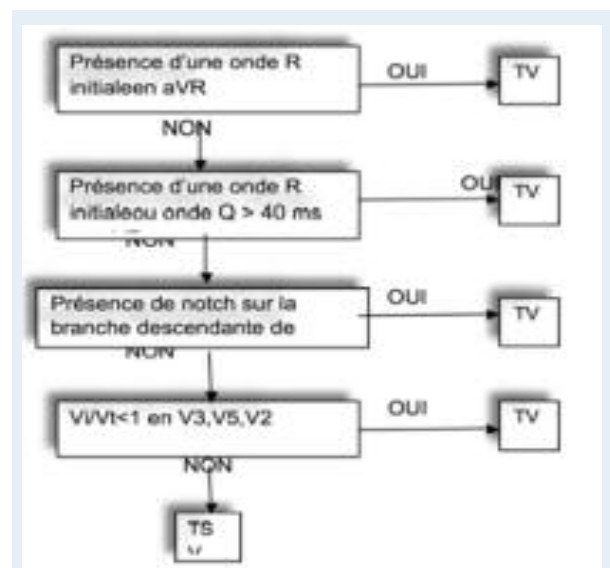 Présence d'une onde R
initialeen aVR
OUI
TV
NON
Présence d'une onde R
initialeou onde Q > 40 ms
OUI
TV
NON
Présence de notch sur la
branche descendante de
OUI
TV
NON
Vi/Vt<1 en V3,V5,V2
OUI
TV
NON
TS
V